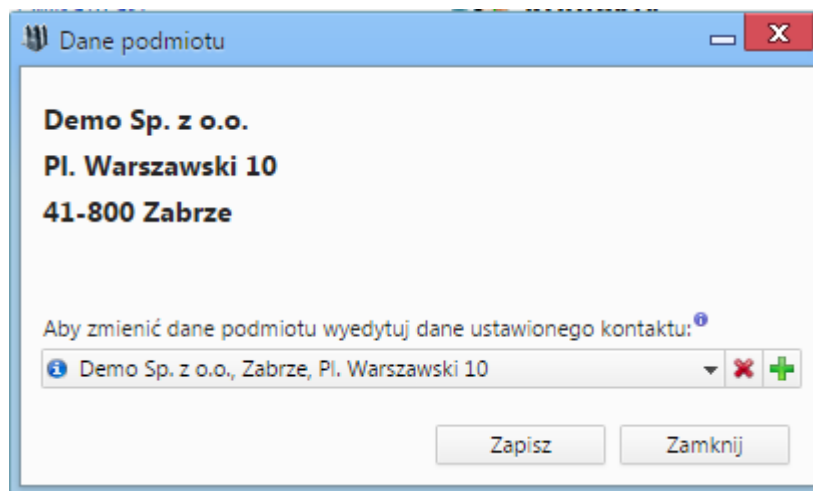 Dane podmiotu
Demo Sp. z o.o.
Pl. Warszawski 10
41-800 Zabrze
Aby zmienić dane podmiotu wyedytuj dane ustawionego kontaktu:
Demo Sp. z o.o., Zabrze, Pl. Warszawski 10
Zapisz Zamknij